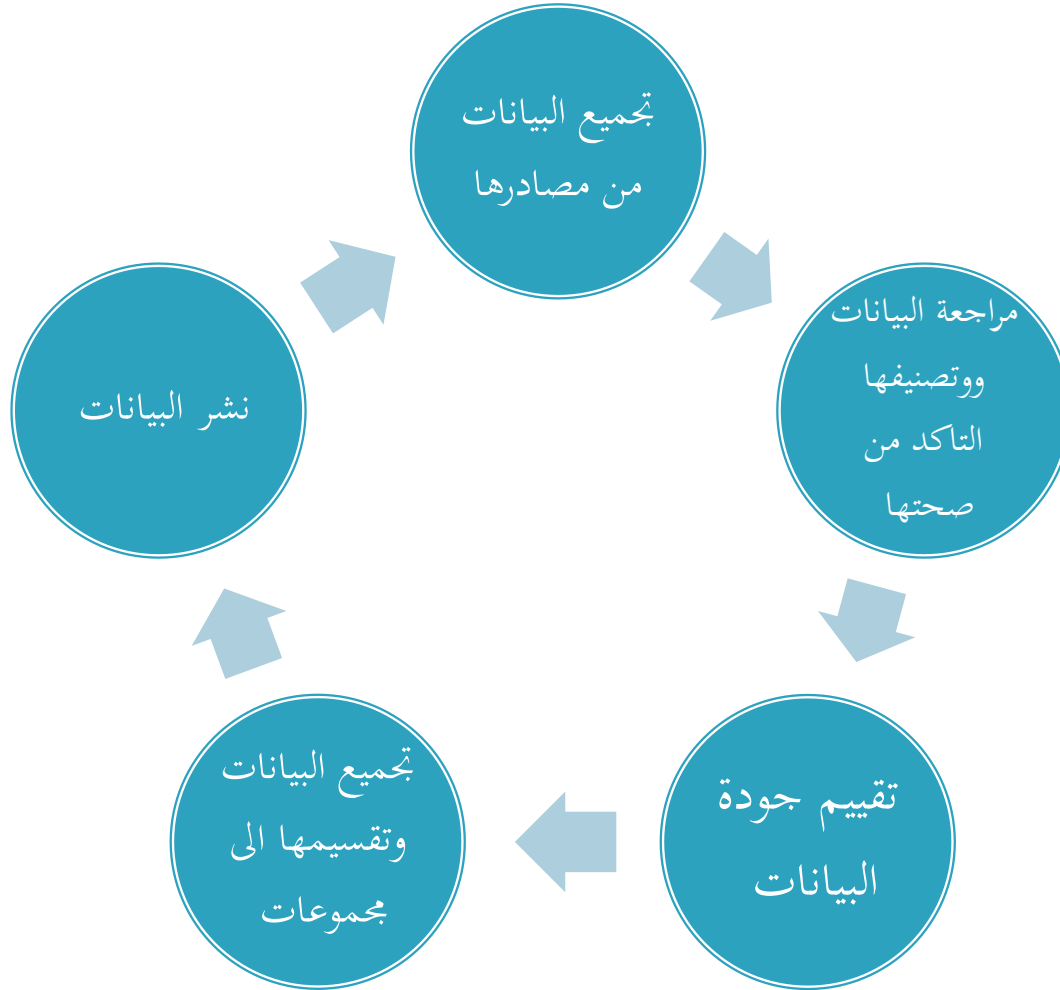 تجميع البيانات
من مصادرها
مراجعة البيانات
ووتصنيفها
التاكد من
صحتها
تقييم جودة
البيانات
تجميع البيانات
وتقسيمها الى
مجموعات
نشر البيانات